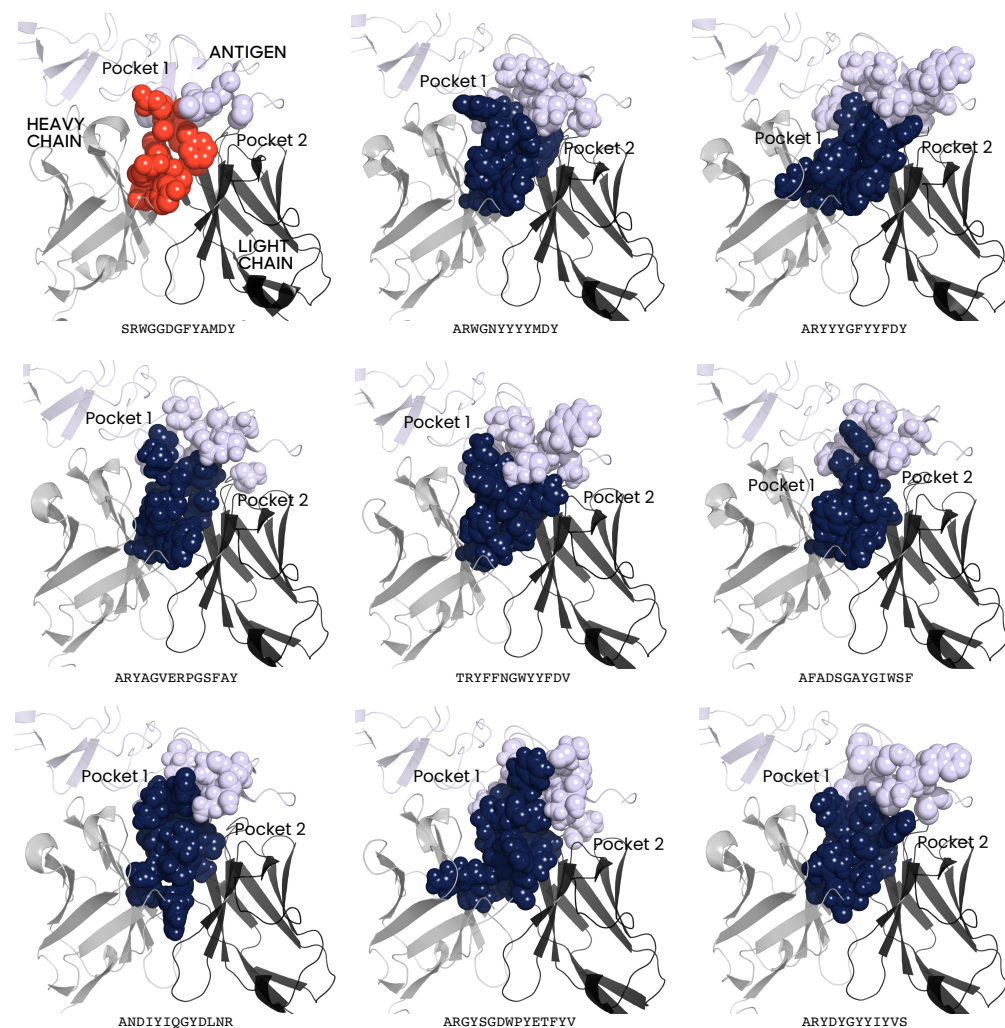 ANTIGEN
Pocket 1
HEAVY
CHAIN
Pocket 2
LIGHT
CHAIN
SRWGGDGFYAMDY
Pocket 1
Pocket 2
ARWGNYYYYMDY
Pocket 1
Pocket 2
ARYYYGFYYFDY
Pocket 1
Pocket 2
ARYAGVERPGSFAY
Pocket 1
Pocket 2
TRYFFNGWYYFDV
Pocket 1
Pocket 2
AFADSGAYGIWSF
Pocket 1
Pocket 2
ANDIYIQGYDLNR
Pocket 1
Pocket 2
ARGYSGDWPYETFYV
Pocket 1
Pocket 2
ARYDYGYYIYVS